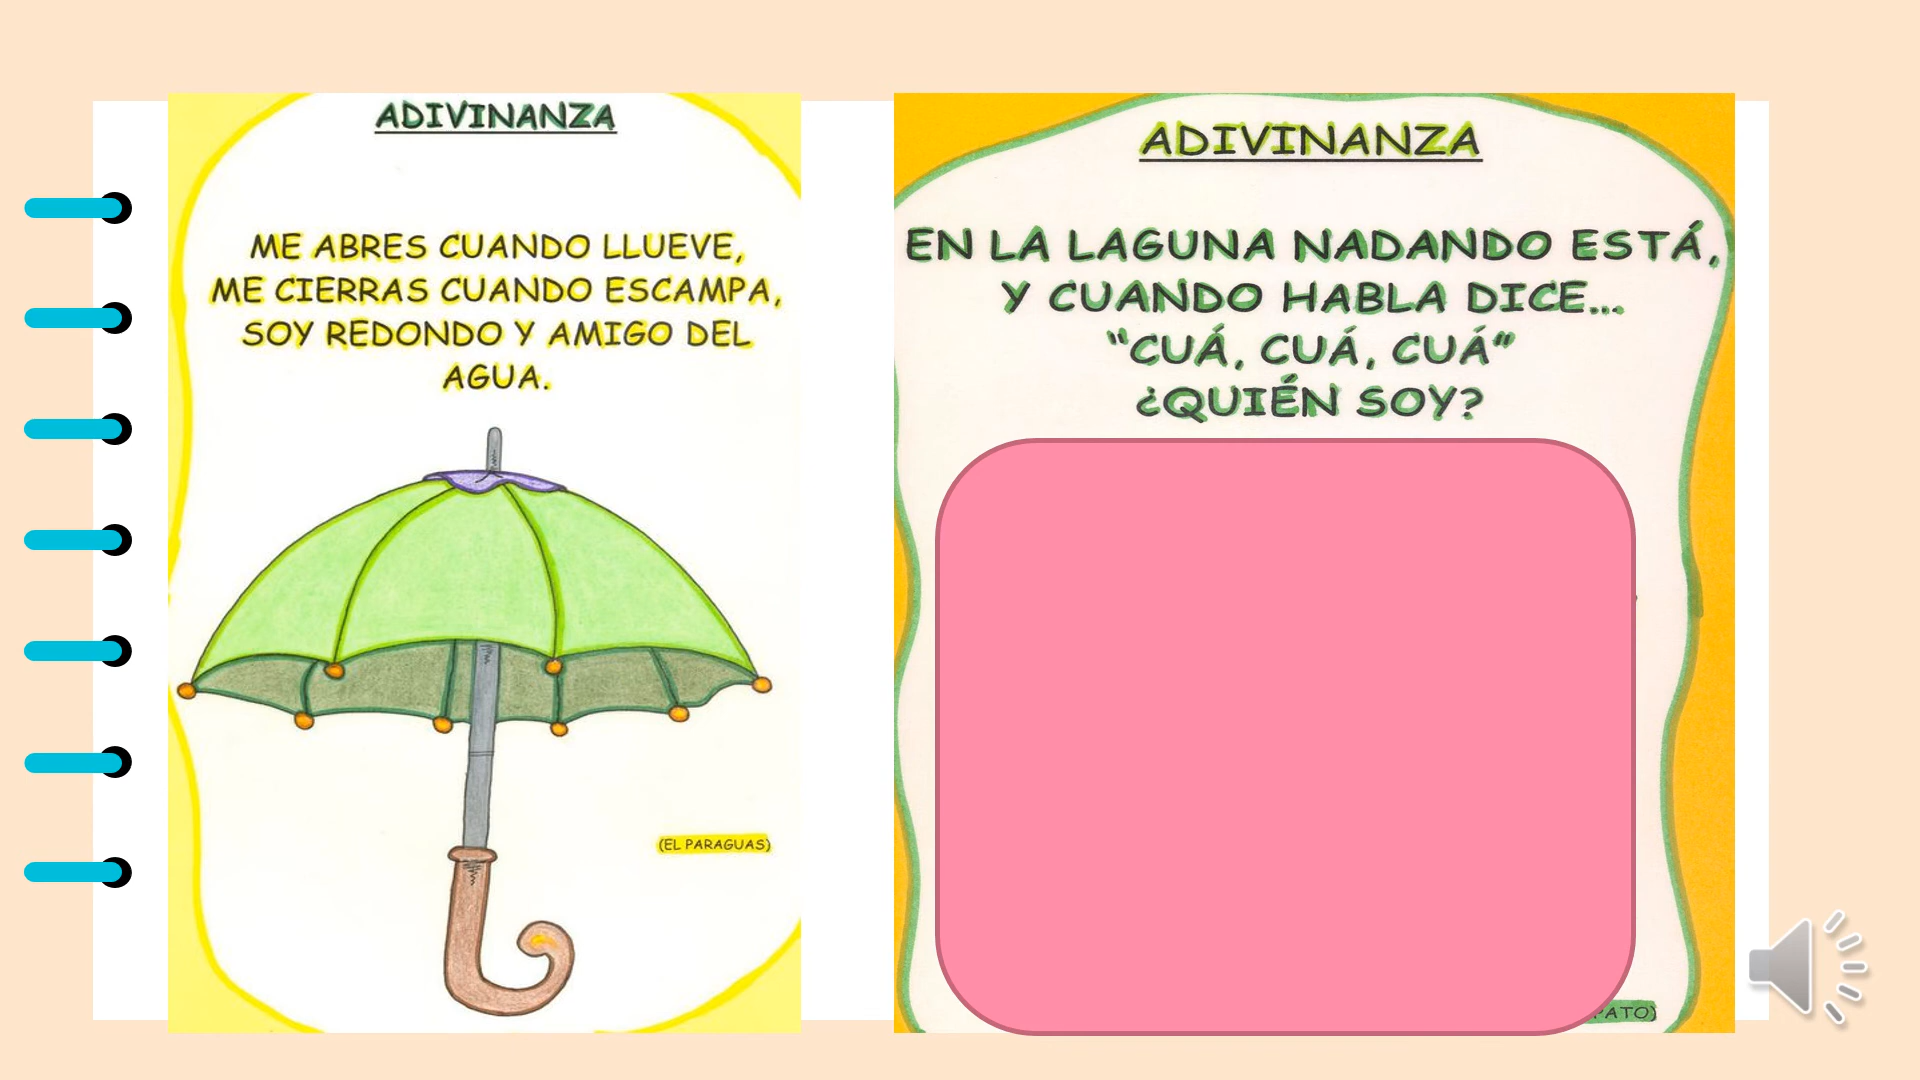 ADIVINANZA
ME ABRES CUANDO LLUEVE,
ME CIERRAS CUANDO ESCAMPA,
SOY REDONDO Y AMIGO DEL
AGUA.
(EL PARAGUAS)
ADIVINANZA
EN LA LAGUNA NADANDO ESTÁ,
Y CUANDO HABLA DICE...
"CUÁ, CUÁ, CUÁ"
¿QUIÉN SOY?
PATO)